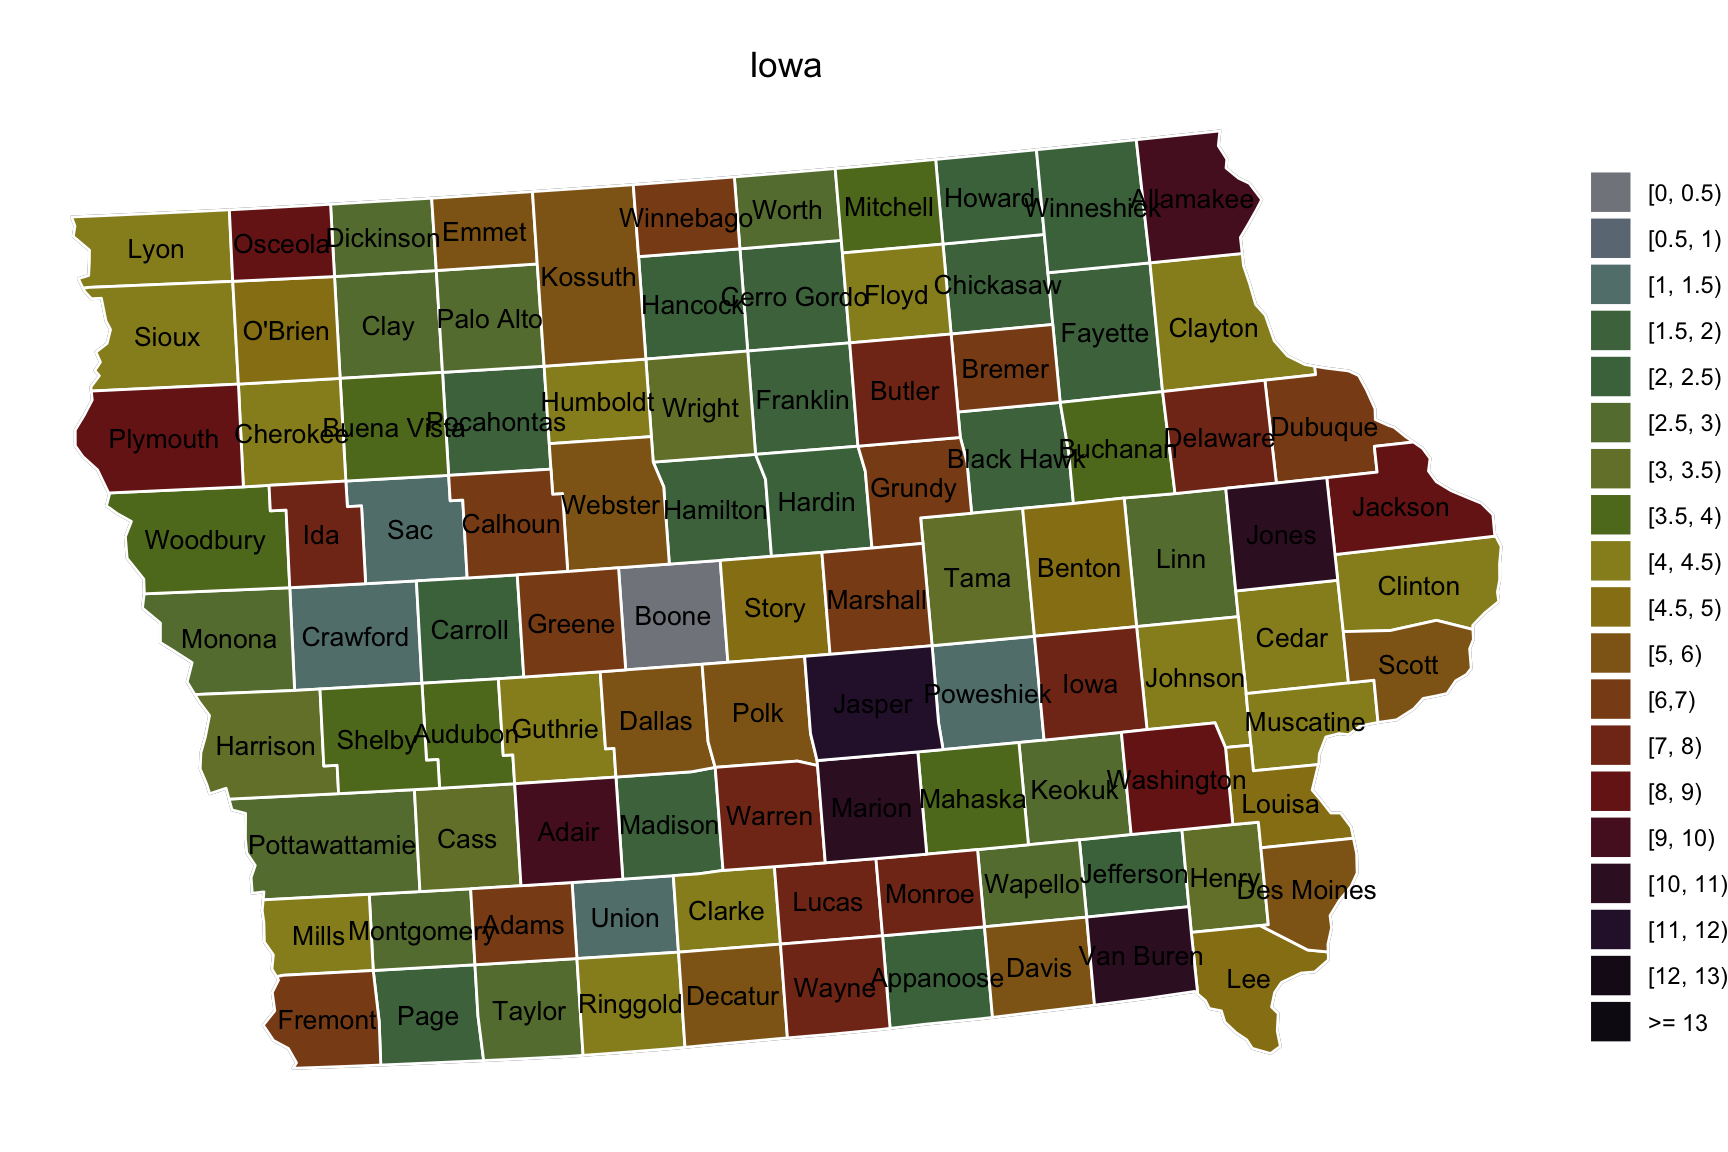 Iowa
Lyon
Osceola
Dickinson
Emmet
Kossuth
Winnebago
Worth
Mitchell
Howard
Winneshiek
Allamakee
Sioux
O'Brien
Clay
Palo Alto
Hancock
Cerro Gordo
Floyd
Chickasaw
Fayette
Clayton
Plymouth
Cherokee
Buena Vista
Pocahontas
Humboldt
Wright
Franklin
Butler
Bremer
Black Hawk
Buchanan
Delaware
Dubuque
Woodbury
Ida
Sac
Calhoun
Webster
Hamilton
Hardin
Grundy
Tama
Benton
Linn
Jones
Jackson
Monona
Crawford
Carroll
Greene
Boone
Story
Marshall
Clinton
Cedar
Scott
Harrison
Shelby
Audubon
Guthrie
Dallas
Polk
Jasper
Poweshiek
Iowa
Johnson
Muscatine
Pottawattamie
Cass
Adair
Madison
Warren
Marion
Mahaska
Keokuk
Washington
Louisa
Mills
Montgomery
Adams
Union
Clarke
Lucas
Monroe
Wapello
Jefferson
Henry
Des Moines
Fremont
Page
Taylor
Ringgold
Decatur
Wayne
Appanoose
Davis
Van Buren
Lee
[0, 0.5)
[0.5, 1)
[1, 1.5)
[1.5, 2)
[2, 2.5)
[2.5, 3)
[3, 3.5)
[3.5, 4)
[4, 4.5)
[4.5, 5)
[5, 6)
[6,7)
[7, 8)
[8, 9)
[9, 10)
[10, 11)
[11, 12)
[12, 13)
>= 13